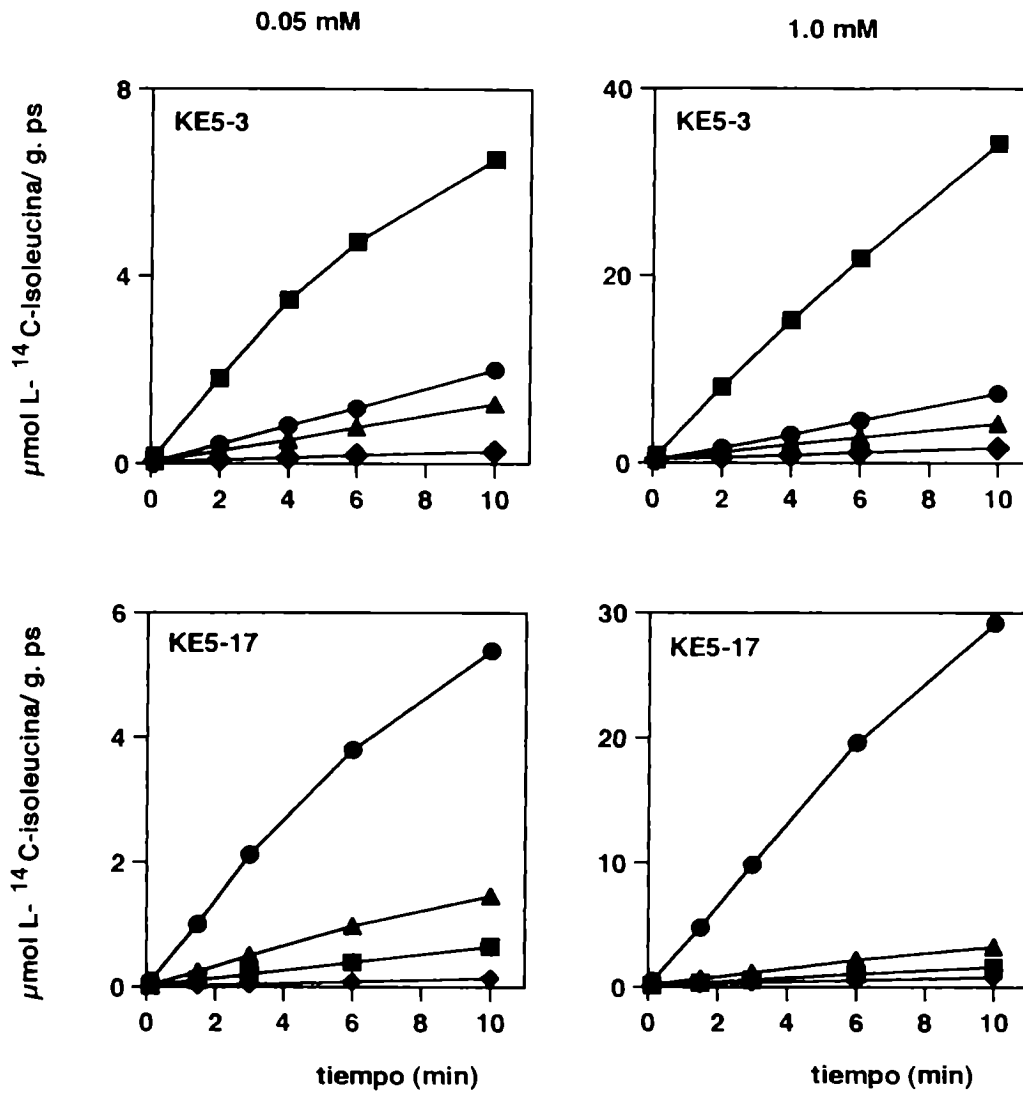 0.05 mM
1.0 mM
µmol L- ¹⁴C-Isoleucina/ g. ps
8
4
0
KE5-3
0 2 4 6 8 10
40
20
0
KE5-3
0 2 4 6 8 10
µmol L- ¹⁴C-isoleucina/ g. ps
6
4
2
0
KE5-17
0 2 4 6 8 10
tiempo (min)
30
20
10
0
KE5-17
0 2 4 6 8 10
tiempo (min)